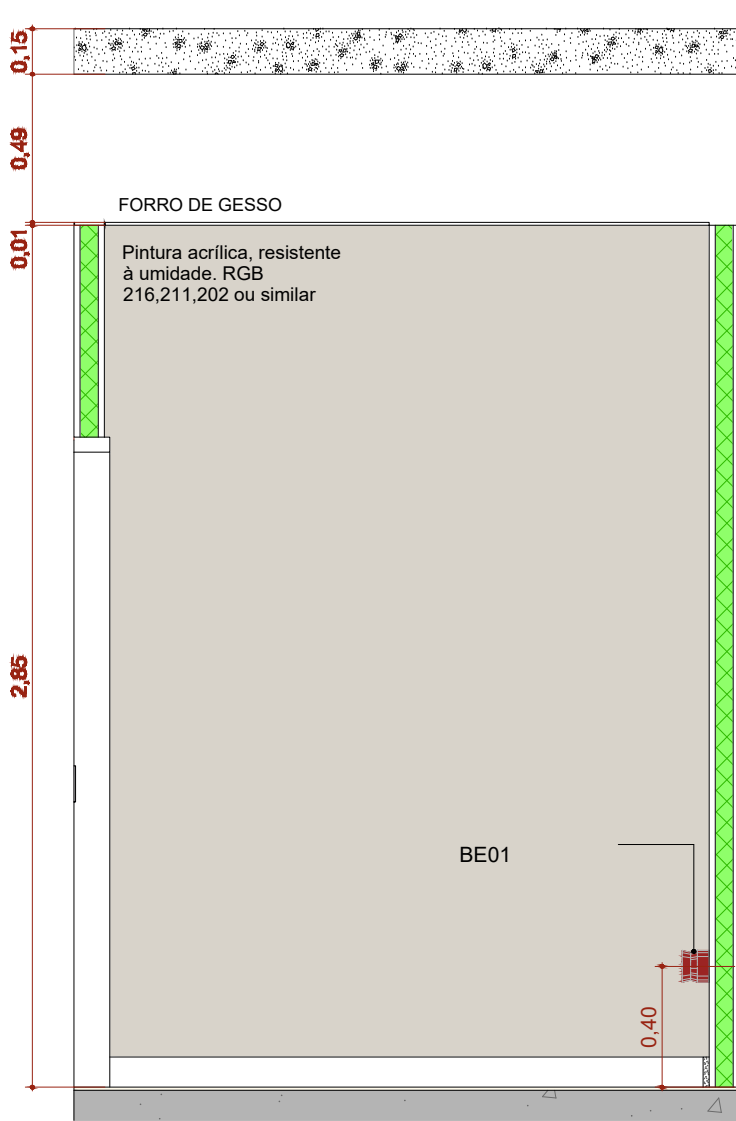 0,15
0,49
FORRO DE GESSO
0,01
Pintura acrílica, resistente
à umidade. RGB
216,211,202 ou similar
2,85
BE01
0,40